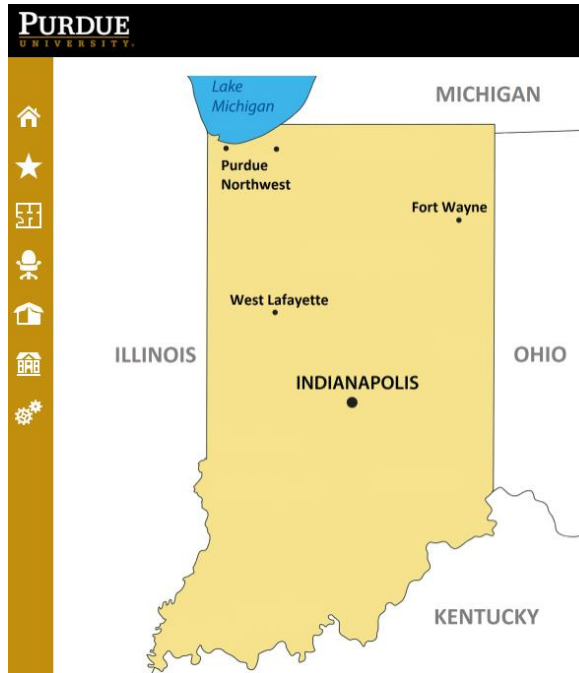 PURDUE
UNIVERSITY.
Lake
Michigan
MICHIGAN
Purdue
Northwest
Fort Wayne
West Lafayette
ILLINOIS
OHIO
INDIANAPOLIS
KENTUCKY